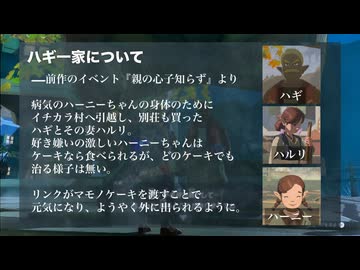 ハギ一家について
―前作のイベント『親の心子知らず』より
病気のハーニーちゃんの身体のために
イチカラ村へ引越し、別荘も買った
ハギとその妻ハルリ。
好き嫌いの激しいハーニーちゃんは
ケーキなら食べられるが、どのケーキでも
治る様子は無い。
リンクがマモノケーキを渡すことで
元気になり、ようやく外に出られるように。
ハギ
ハルリ
ハーニー